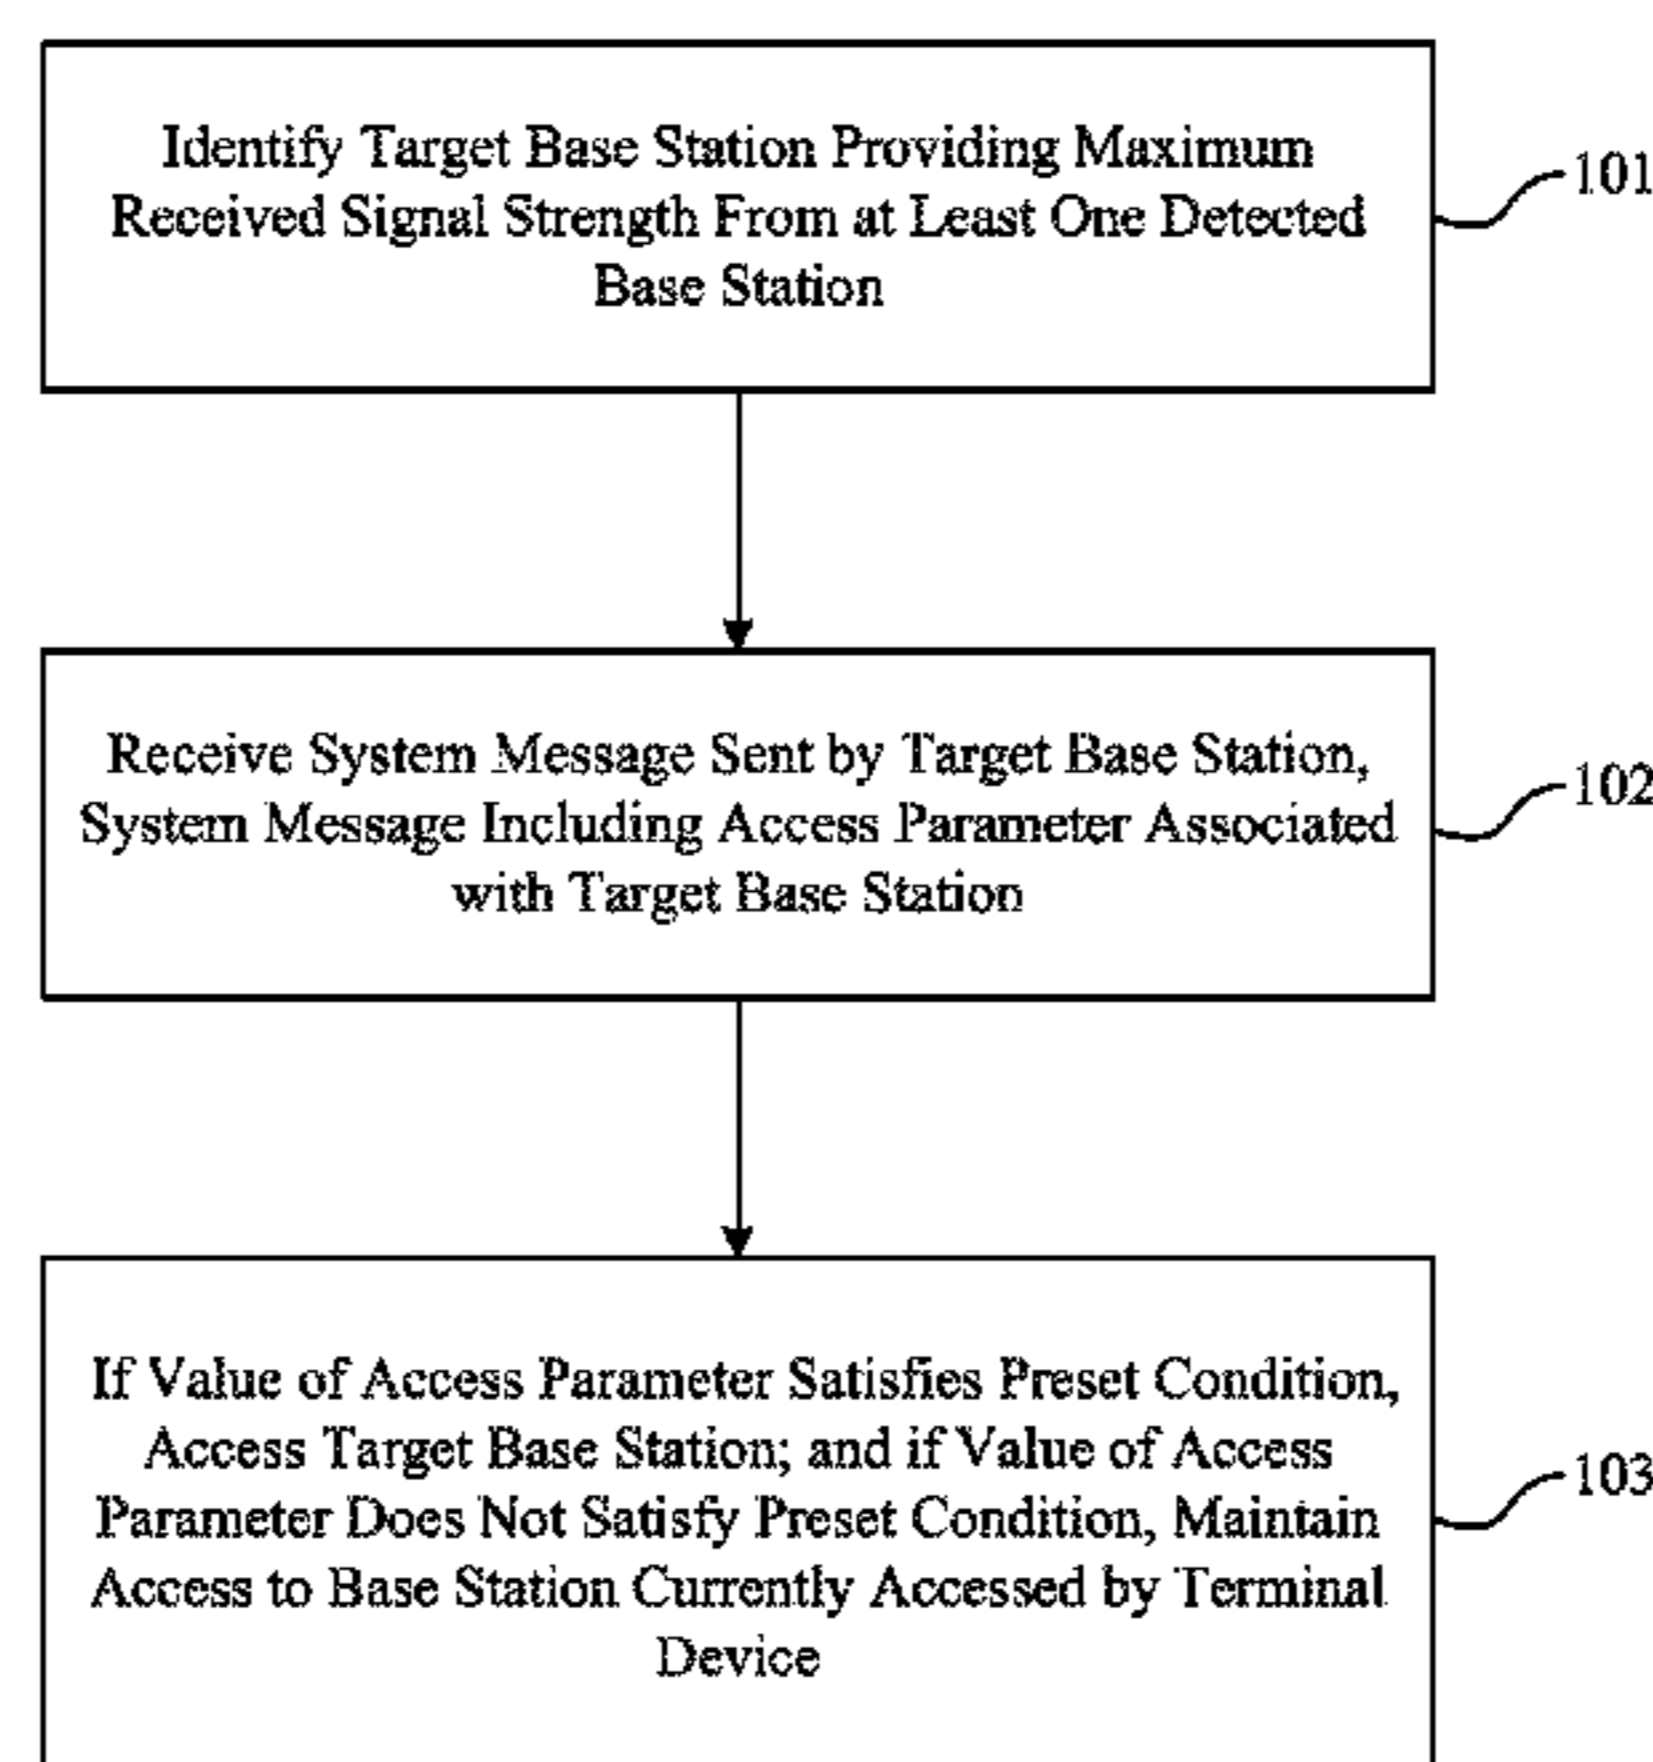 Identify Target Base Station Providing Maximum
Received Signal Strength From at Least One Detected
Base Station
101
Receive System Message Sent by Target Base Station,
System Message Including Access Parameter Associated
with Target Base Station
102
If Value of Access Parameter Satisfies Preset Condition,
Access Target Base Station; and if Value of Access
Parameter Does Not Satisfy Preset Condition, Maintain
Access to Base Station Currently Accessed by Terminal
Device
103